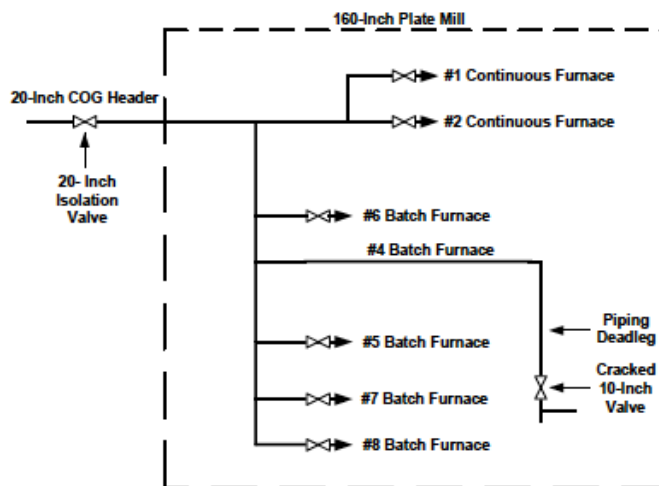 160-Inch Plate Mill
#1 Continuous Furnace
20-Inch COG Header
#2 Continuous Furnace
20- Inch
Isolation
Valve
#6 Batch Furnace
#4 Batch Furnace
Piping
Deadleg
#5 Batch Furnace
Cracked
10-Inch
Valve
#7 Batch Furnace
#8 Batch Furnace